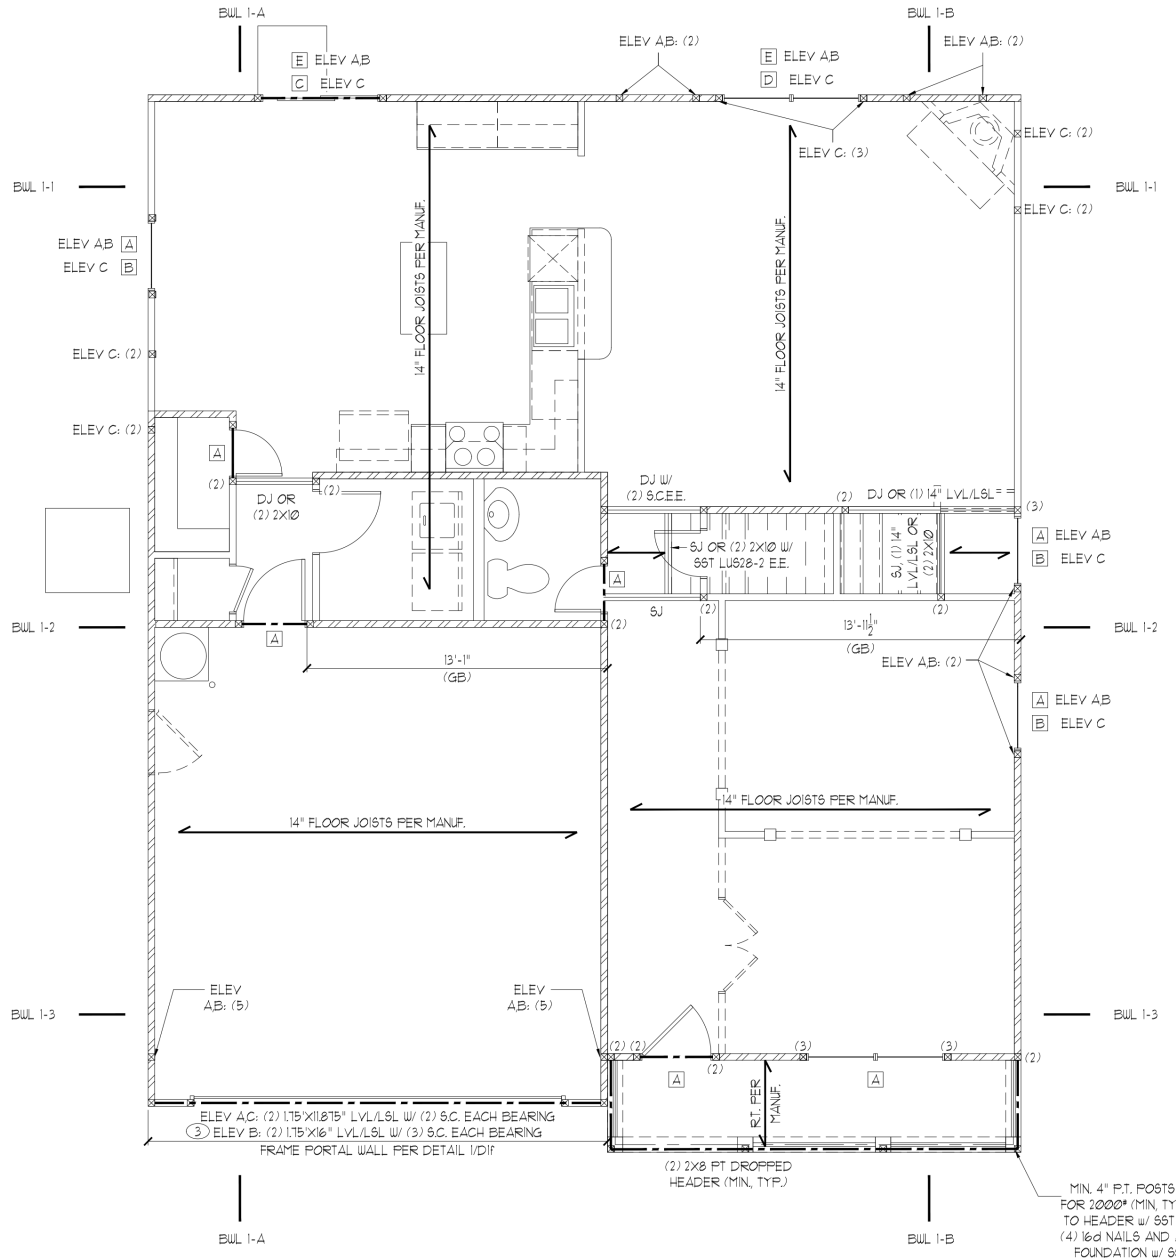 BWL 1-A
BWL 1-B
ELEV A,B: (2)
ELEV A,B: (2)
E ELEV A,B
C ELEV C
E ELEV A,B
D ELEV C
ELEV C: (3)
ELEV C: (2)
ELEV C: (2)
BWL 1-1
BWL 1-1
ELEV A,B A
ELEV C B
14" FLOOR JOISTS PER MANUF.
14" FLOOR JOISTS PER MANUF.
ELEV C: (2)
ELEV C: (2)
A
(2)
(2)
DJ OR
(2) 2X10
DJ W/
(2) S.C.E.E.
(2)
DJ OR (1) 14" LVL/LSL
(3)
SJ OR (2) 2X10 W/
SST LUS28-2 E.E.
SJ, (1) 14"
LVL/LSL OR
(2) 2X10
A ELEV A,B
B ELEV C
A
SJ
(2)
(2)
(2)
BWL 1-2
A
BWL 1-2
13'-1"
(GB)
13'-11 1/2"
(GB)
ELEV A,B: (2)
A ELEV A,B
B ELEV C
14" FLOOR JOISTS PER MANUF.
14" FLOOR JOISTS PER MANUF.
ELEV
A,B: (5)
ELEV
A,B: (5)
BWL 1-3
BWL 1-3
(2) (2)
(2)
(3)
(3)
(2)
A
A
R.T. PER
MANUF.
ELEV A,C: (2) 1.75"X11.875" LVL/LSL W/ (2) S.C. EACH BEARING
3 ELEV B: (2) 1.75"X16" LVL/LSL W/ (3) S.C. EACH BEARING
FRAME PORTAL WALL PER DETAIL 1/D1f
(2) 2X8 PT DROPPED
HEADER (MIN., TYP.)
MIN. 4" P.T. POSTS
FOR 2000# (MIN, TY
TO HEADER w/ SST
(4) 16d NAILS AND
FOUNDATION w/
BWL 1-A
BWL 1-B